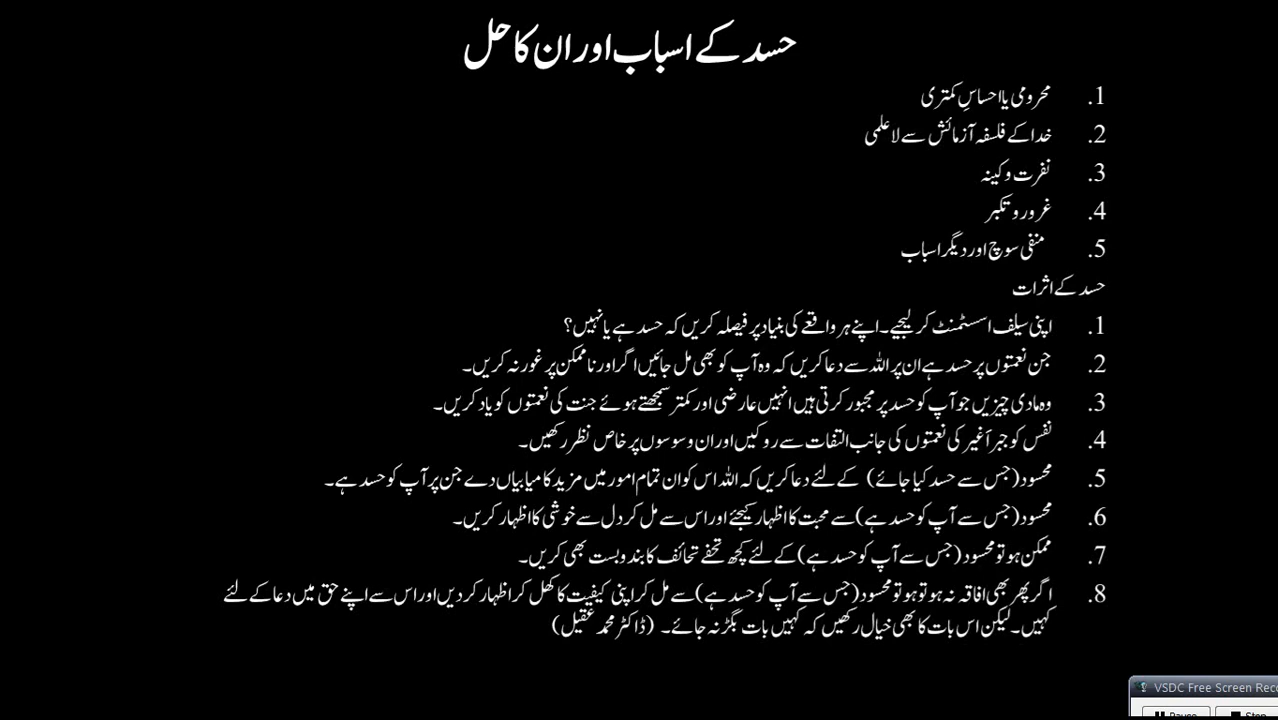 حسد کے اسباب اور ان کا حل
1. محرومی یا احساسِ کمتری
2. خدا کے فلسفہ آزمائش سے لاعلمی
3. نفرت و کینہ
4. غرور و تکبر
5. منفی سوچ اور دیگر اسباب
حسد کے اثرات
1. اپنی سیلف اسسٹمنٹ کر لیجیے۔ اپنے ہر واقعے کی بنیاد پر فیصلہ کریں کہ حسد ہے یا نہیں؟
2. جن نعمتوں پر حسد ہے ان پر اللہ سے دعا کریں کہ وہ آپ کو بھی مل جائیں اگر اور ناممکن پر غور نہ کریں۔
3. وہ مادی چیزیں جو آپ کو حسد پر مجبور کرتی ہیں انہیں عارضی اور کمتر سمجھتے ہوئے جنت کی نعمتوں کو یاد کریں۔
4. نفس کو جبراً غیر کی نعمتوں کی جانب التفات سے روکیں اور ان وسوسوں پر خاص نظر رکھیں۔
5. محسود (جس سے حسد کیا جائے) کے لئے دعا کریں کہ اللہ اس کو ان تمام امور میں مزید کامیابیاں دے جن پر آپ کو حسد ہے۔
6. محسود (جس سے آپ کو حسد ہے) سے محبت کا اظہار کیجئے اور اس سے مل کر دل سے خوشی کا اظہار کریں۔
7. ممکن ہو تو محسود (جس سے آپ کو حسد ہے) کے لئے کچھ تحفے تحائف کا بندوبست بھی کریں۔
8. اگر پھر بھی افاقہ نہ ہو تو ہو تو محسود (جس سے آپ کو حسد ہے) سے مل کر اپنی کیفیت کا کھل کر اظہار کر دیں اور اس سے اپنے حق میں دعا کے لئے
کہیں۔ لیکن اس بات کا بھی خیال رکھیں کہ کہیں بات بگڑ نہ جائے۔ (ڈاکٹر محمد عقیل)
VSDC Free Screen Rec
Pause Stop